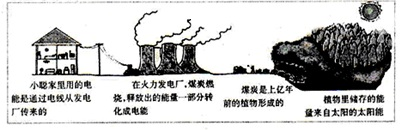 小聪家里用的电
能是通过电线从发电
厂传来的
在火力发电厂,煤炭燃
烧,释放出的能量一部分转
化成电能
煤炭是上亿年
前的植物形成的
植物里储存的能
量来自太阳的太阳能